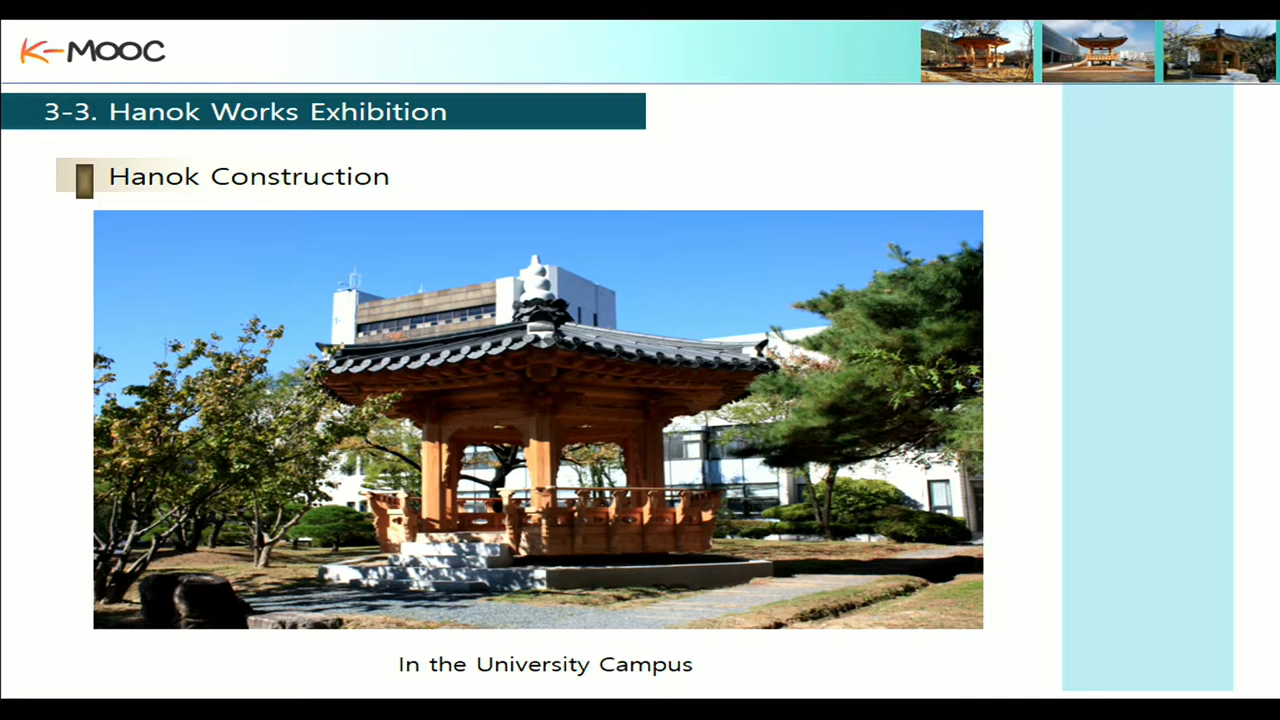 K-MOOC
3-3. Hanok Works Exhibition
Hanok Construction
In the University Campus